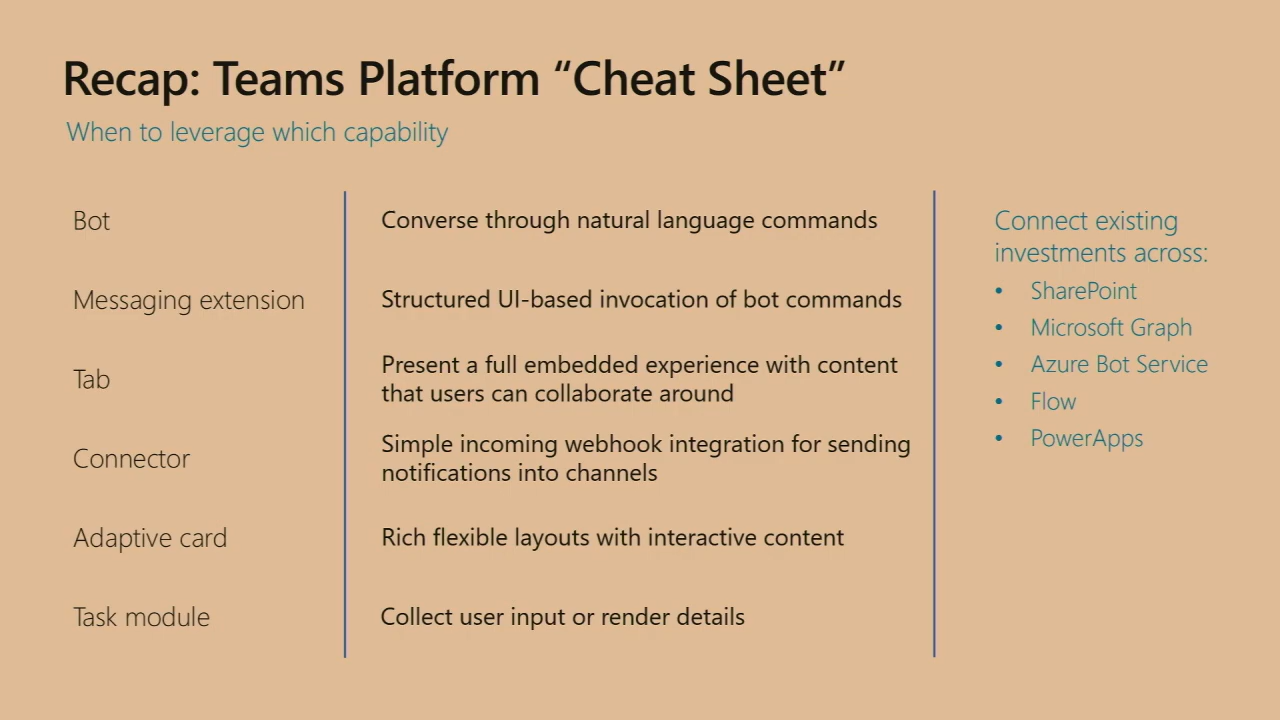 Recap: Teams Platform “Cheat Sheet”
When to leverage which capability
Bot
Converse through natural language commands
Messaging extension
Structured UI-based invocation of bot commands
Tab
Present a full embedded experience with content
that users can collaborate around
Connector
Simple incoming webhook integration for sending
notifications into channels
Adaptive card
Rich flexible layouts with interactive content
Task module
Collect user input or render details
Connect existing
investments across:
• SharePoint
• Microsoft Graph
• Azure Bot Service
• Flow
• PowerApps